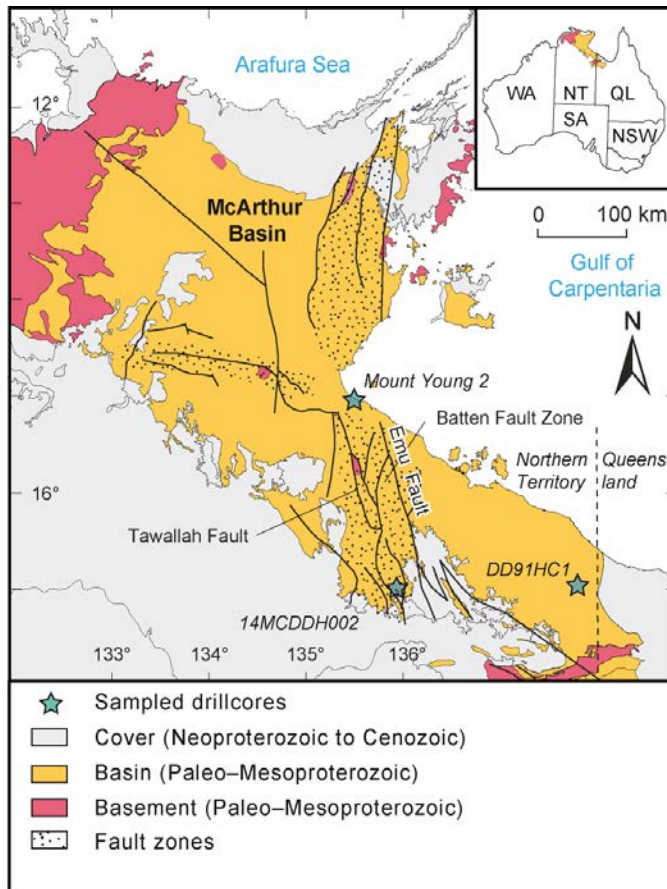 Arafura Sea
12°
WA
NT
QL
SA
NSW
0 100 km
McArthur
Basin
Gulf of
Carpentaria
N
Mount Young 2
Batten Fault Zone
Emu Fault
Northern
Territory
Queens
land
16°
Tawallah Fault
DD91HC1
14MCDDH002
133° 134° 135° 136°
Sampled drillcores
Cover (Neoproterozoic to Cenozoic)
Basin (Paleo–Mesoproterozoic)
Basement (Paleo–Mesoproterozoic)
Fault zones